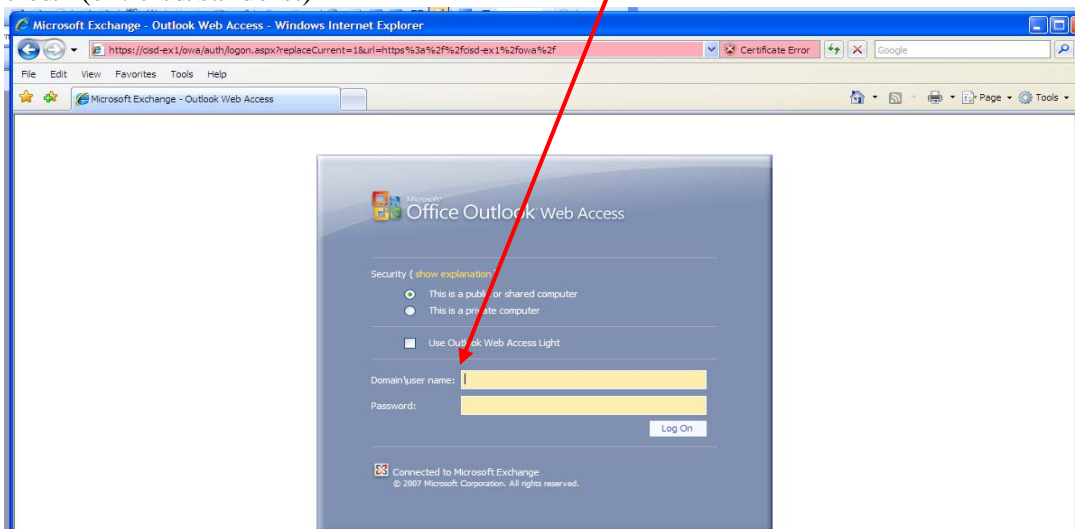 Microsoft Exchange - Outlook Web Access - Windows Internet Explorer
https://cisd-ex1/owa/auth/logon.aspx?replaceCurrent=1&url=https%3a%2f%2fcisd-ex1%2fowa%2f
Certificate Error
Google
File Edit View Favorites Tools Help
Microsoft Exchange - Outlook Web Access
Page
Tools
Microsoft
Office Outlook Web Access
Security ( show explanation )
This is a public or shared computer
This is a private computer
Use Outlook Web Access Light
Domain\user name:
Password:
Log On
Connected to Microsoft Exchange
© 2007 Microsoft Corporation. All rights reserved.